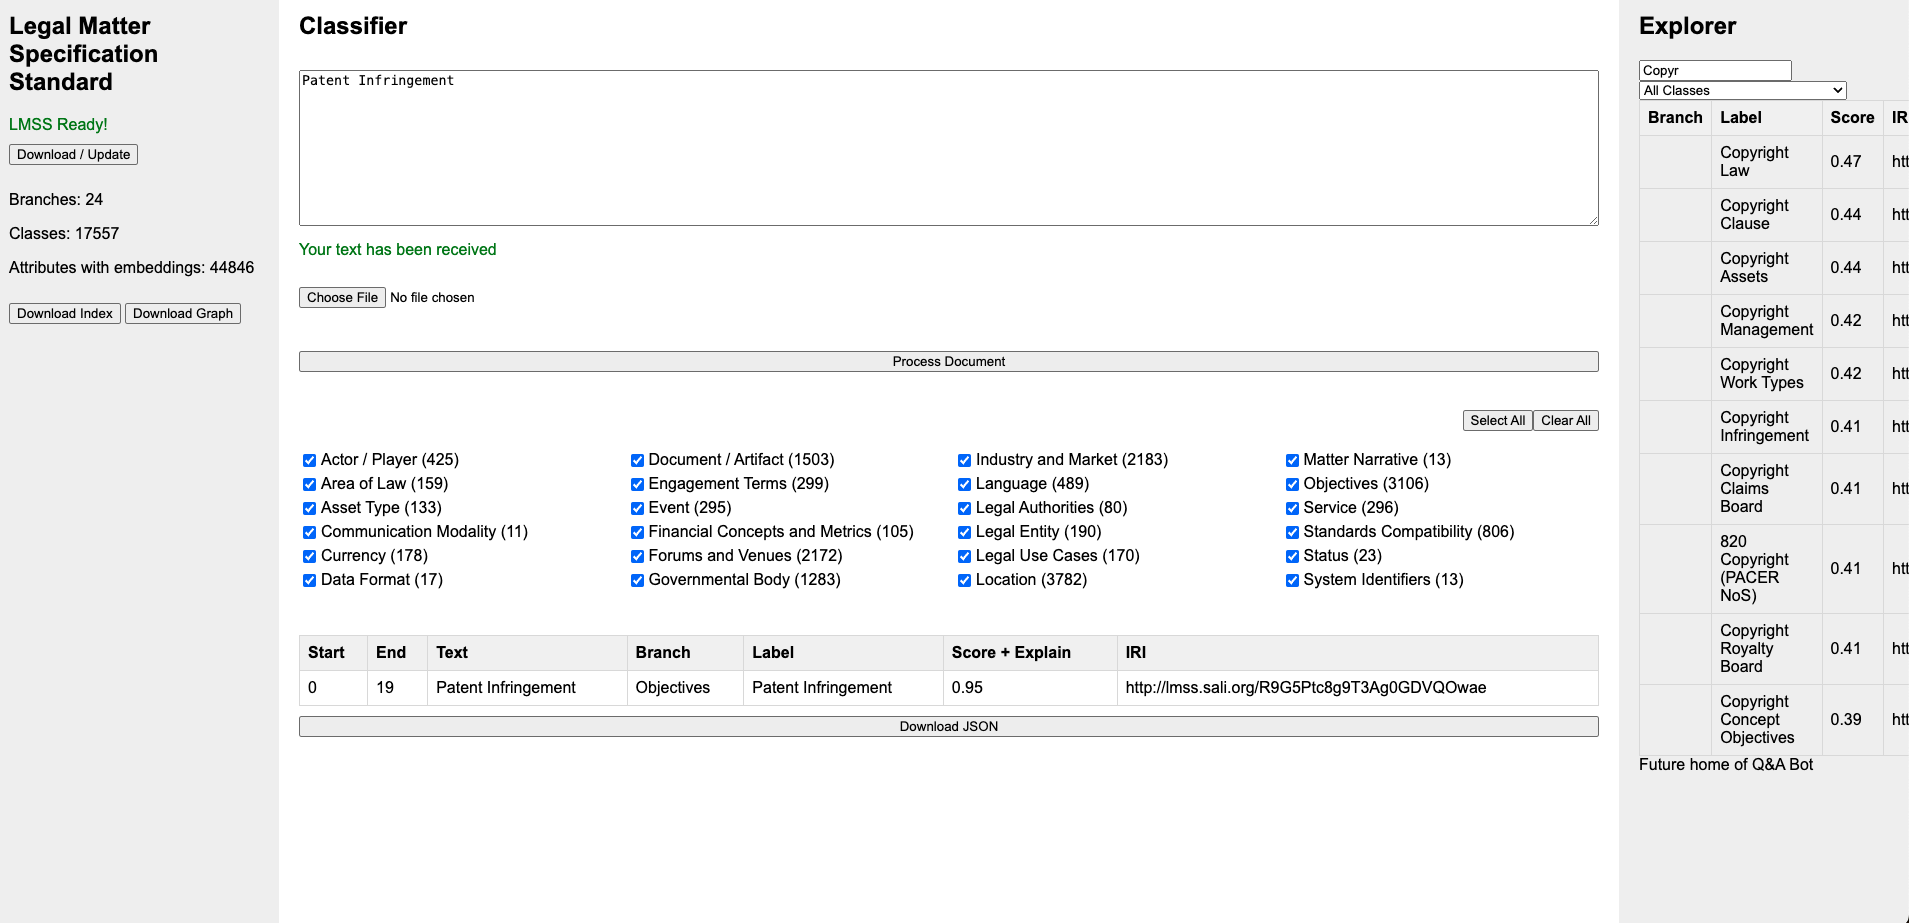 Legal Matter
Specification
Standard
LMSS Ready!
Download / Update
Branches: 24
Classes: 17557
Attributes with embeddings: 44846
Download Index Download Graph
Classifier
Patent Infringement
Your text has been received
Choose File No file chosen
Process Document
Select All Clear All
Actor / Player (425)
Area of Law (159)
Asset Type (133)
Communication Modality (11)
Currency (178)
Data Format (17)
Document / Artifact (1503)
Engagement Terms (299)
Event (295)
Financial Concepts and Metrics (105)
Forums and Venues (2172)
Governmental Body (1283)
Industry and Market (2183)
Language (489)
Legal Authorities (80)
Legal Entity (190)
Legal Use Cases (170)
Location (3782)
Matter Narrative (13)
Objectives (3106)
Service (296)
Standards Compatibility (806)
Status (23)
System Identifiers (13)
Start End Text Branch Label Score + Explain IRI
0 19 Patent Infringement Objectives Patent Infringement 0.95 http://lmss.sali.org/R9G5Ptc8g9T3Ag0GDVQOwae
Download JSON
Explorer
Copyr
All Classes
Branch Label Score IR
Copyright
Law 0.47 htt
Copyright
Clause 0.44 htt
Copyright
Assets 0.44 htt
Copyright
Management 0.42 htt
Copyright
Work Types 0.42 htt
Copyright
Infringement 0.41 htt
Copyright
Claims 0.41 htt
Board
820
Copyright
(PACER 0.41 htt
NoS)
Copyright
Royalty 0.41 htt
Board
Copyright
Concept 0.39 htt
Objectives
Future home of Q&A Bot